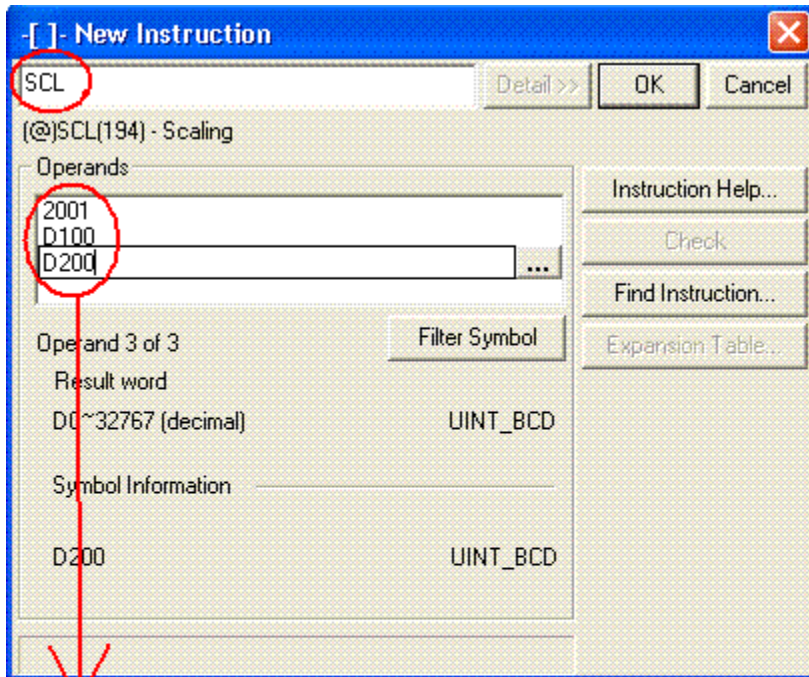 -[ ]- New Instruction
SCL
Detail >>
OK
Cancel
(@)SCL(194) - Scaling
Operands
2001
D100
D200
...
Instruction Help...
Check
Find Instruction...
Expansion Table...
Operand 3 of 3
Filter Symbol
Result word
D0~32767 (decimal)
UINT_BCD
Symbol Information
D200
UINT_BCD